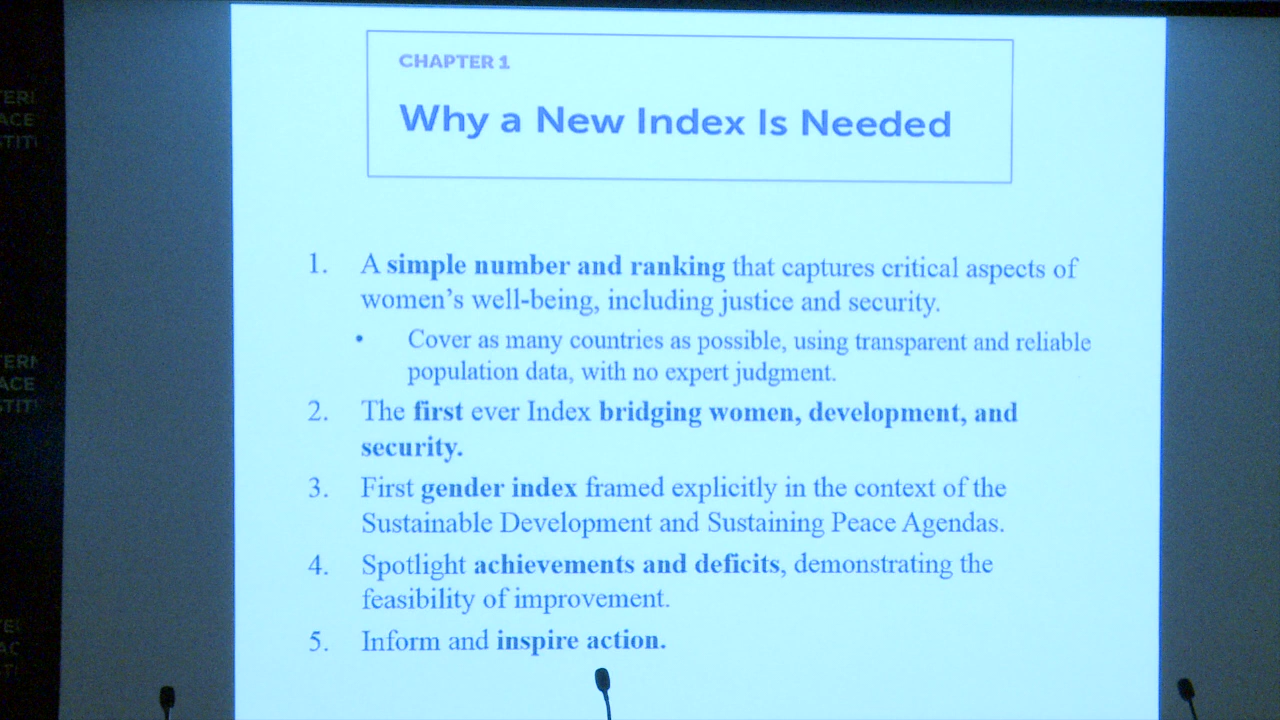 CHAPTER 1
Why a New Index Is Needed
1. A simple number and ranking that captures critical aspects of
women's well-being, including justice and security.
• Cover as many countries as possible, using transparent and reliable
population data, with no expert judgment.
2. The first ever Index bridging women, development, and
security.
3. First gender index framed explicitly in the context of the
Sustainable Development and Sustaining Peace Agendas.
4. Spotlight achievements and deficits, demonstrating the
feasibility of improvement.
5. Inform and inspire action.